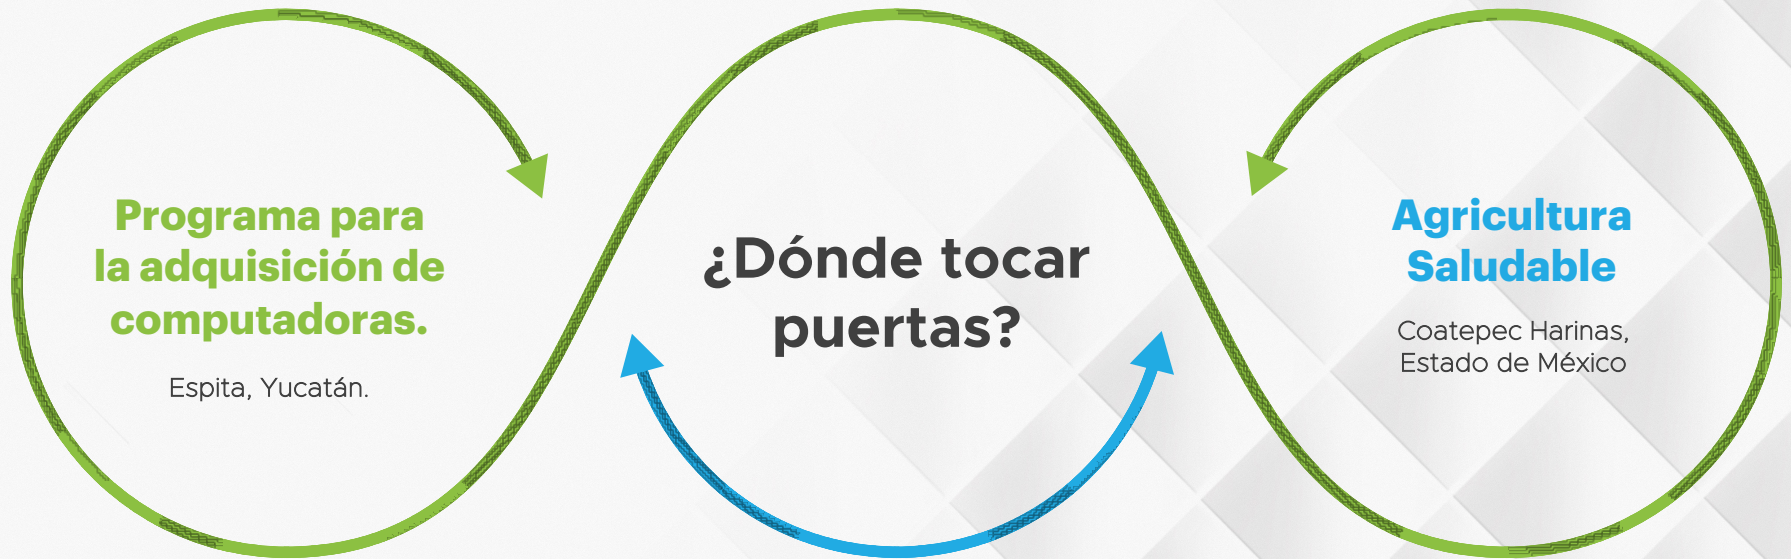 Programa para
la adquisición de
computadoras.
Espita, Yucatán.
¿Dónde tocar
puertas?
Agricultura
Saludable
Coatepec Harinas,
Estado de México